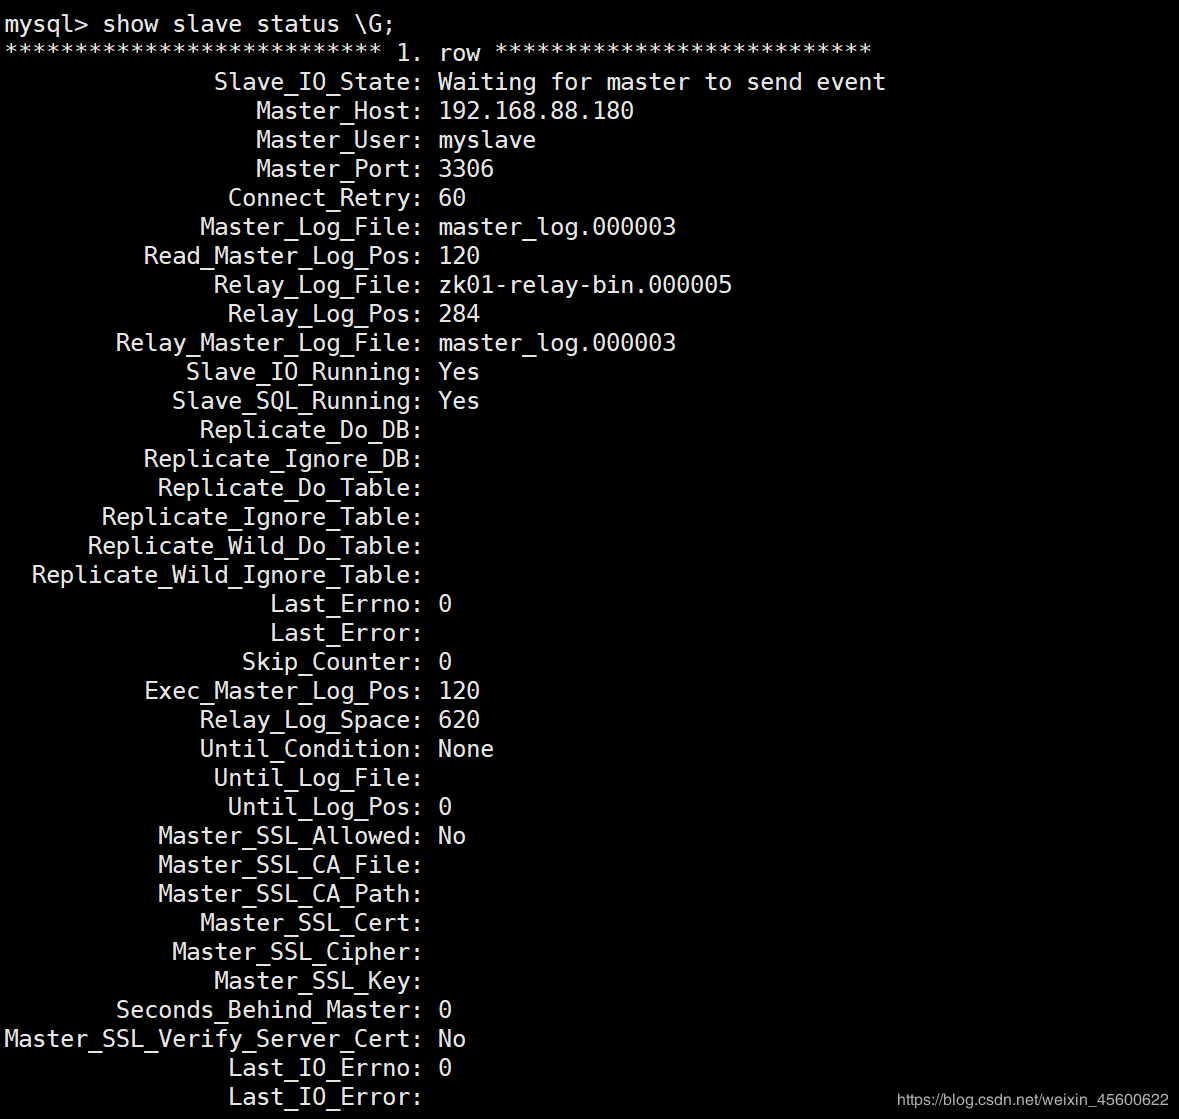 mysql> show slave status \G;
*************************** 1. row ***************************
Slave_IO_State: Waiting for master to send event
Master_Host: 192.168.88.180
Master_User: myslave
Master_Port: 3306
Connect_Retry: 60
Master_Log_File: master_log.000003
Read_Master_Log_Pos: 120
Relay_Log_File: zk01-relay-bin.000005
Relay_Log_Pos: 284
Relay_Master_Log_File: master_log.000003
Slave_IO_Running: Yes
Slave_SQL_Running: Yes
Replicate_Do_DB:
Replicate_Ignore_DB:
Replicate_Do_Table:
Replicate_Ignore_Table:
Replicate_Wild_Do_Table:
Replicate_Wild_Ignore_Table:
Last_Errno: 0
Last_Error:
Skip_Counter: 0
Exec_Master_Log_Pos: 120
Relay_Log_Space: 620
Until_Condition: None
Until_Log_File:
Until_Log_Pos: 0
Master_SSL_Allowed: No
Master_SSL_CA_File:
Master_SSL_CA_Path:
Master_SSL_Cert:
Master_SSL_Cipher:
Master_SSL_Key:
Seconds_Behind_Master: 0
Master_SSL_Verify_Server_Cert: No
Last_IO_Errno: 0
Last_IO_Error:
https://blog.csdn.net/weixin_45600622